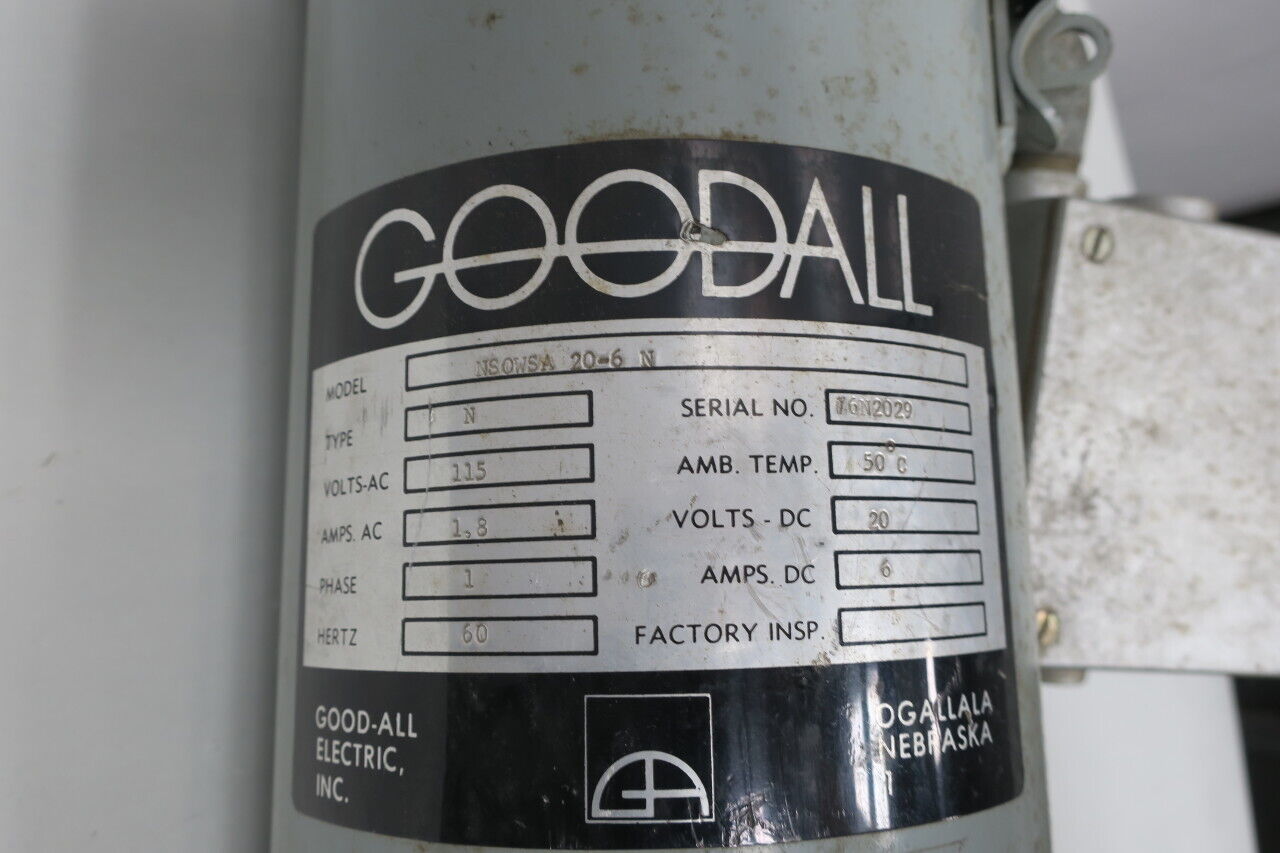 GOODALL
MODEL NSOWSA 20-6 N
TYPE N SERIAL NO. 76N2029
VOLTS-AC 115 AMB. TEMP. 50°C
AMPS. AC 1.8 VOLTS - DC 20
PHASE 1 AMPS. DC 6
HERTZ 60 FACTORY INSP.
GOOD-ALL
ELECTRIC,
INC.
GA
OGALLALA
NEBRASKA